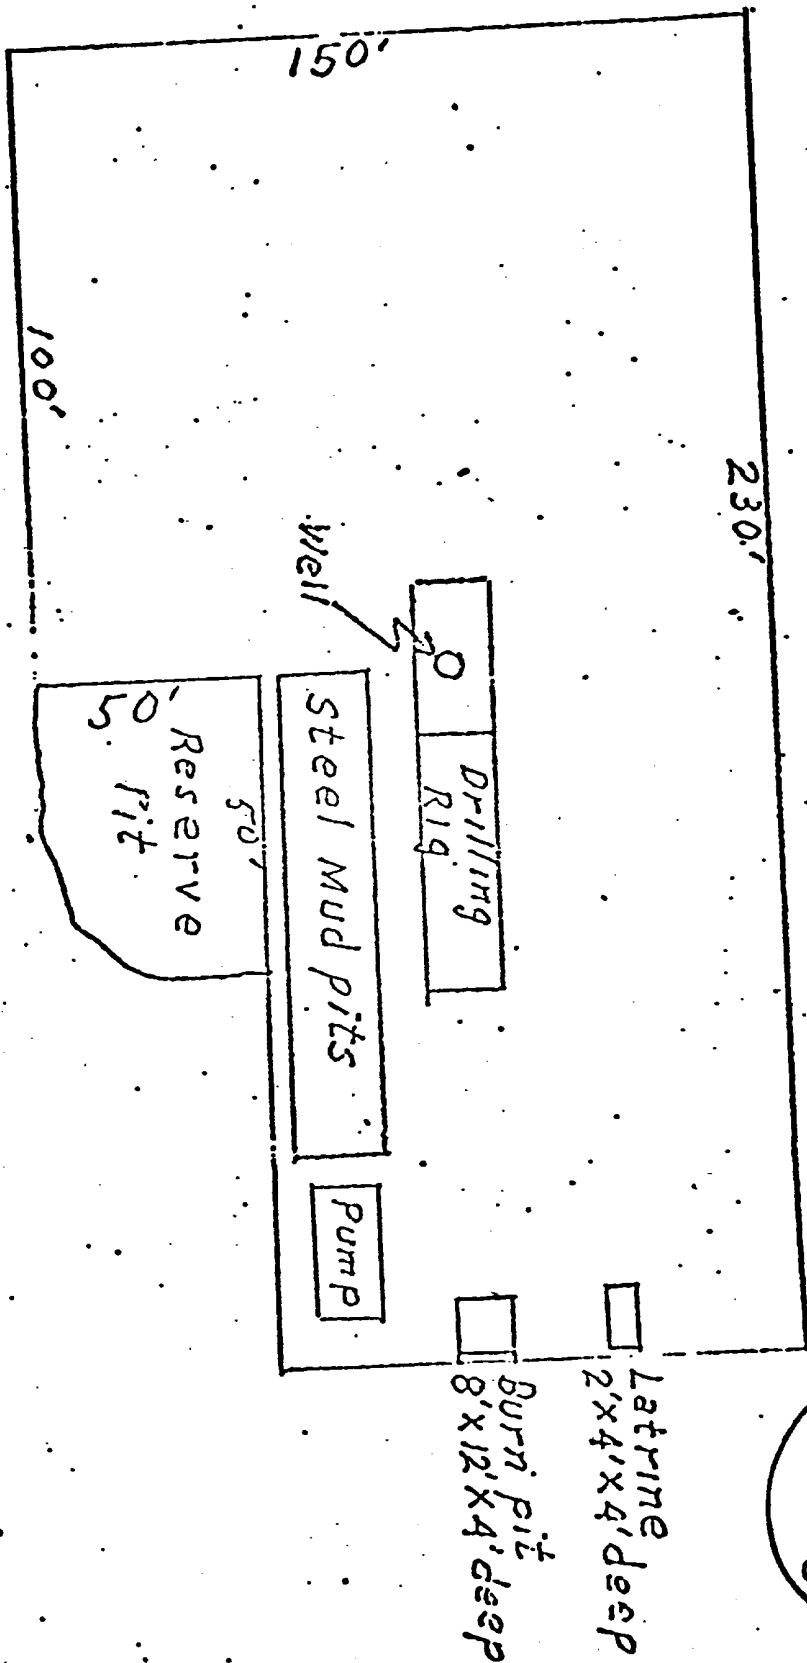 230'
Latrine
2'x4'x4' deep
Drilling
Rig
Burn pit
8'x12'x4' deep
150'
Well
Steel Mud pits
Pump
50'
Reserve
Pit
50'
100'